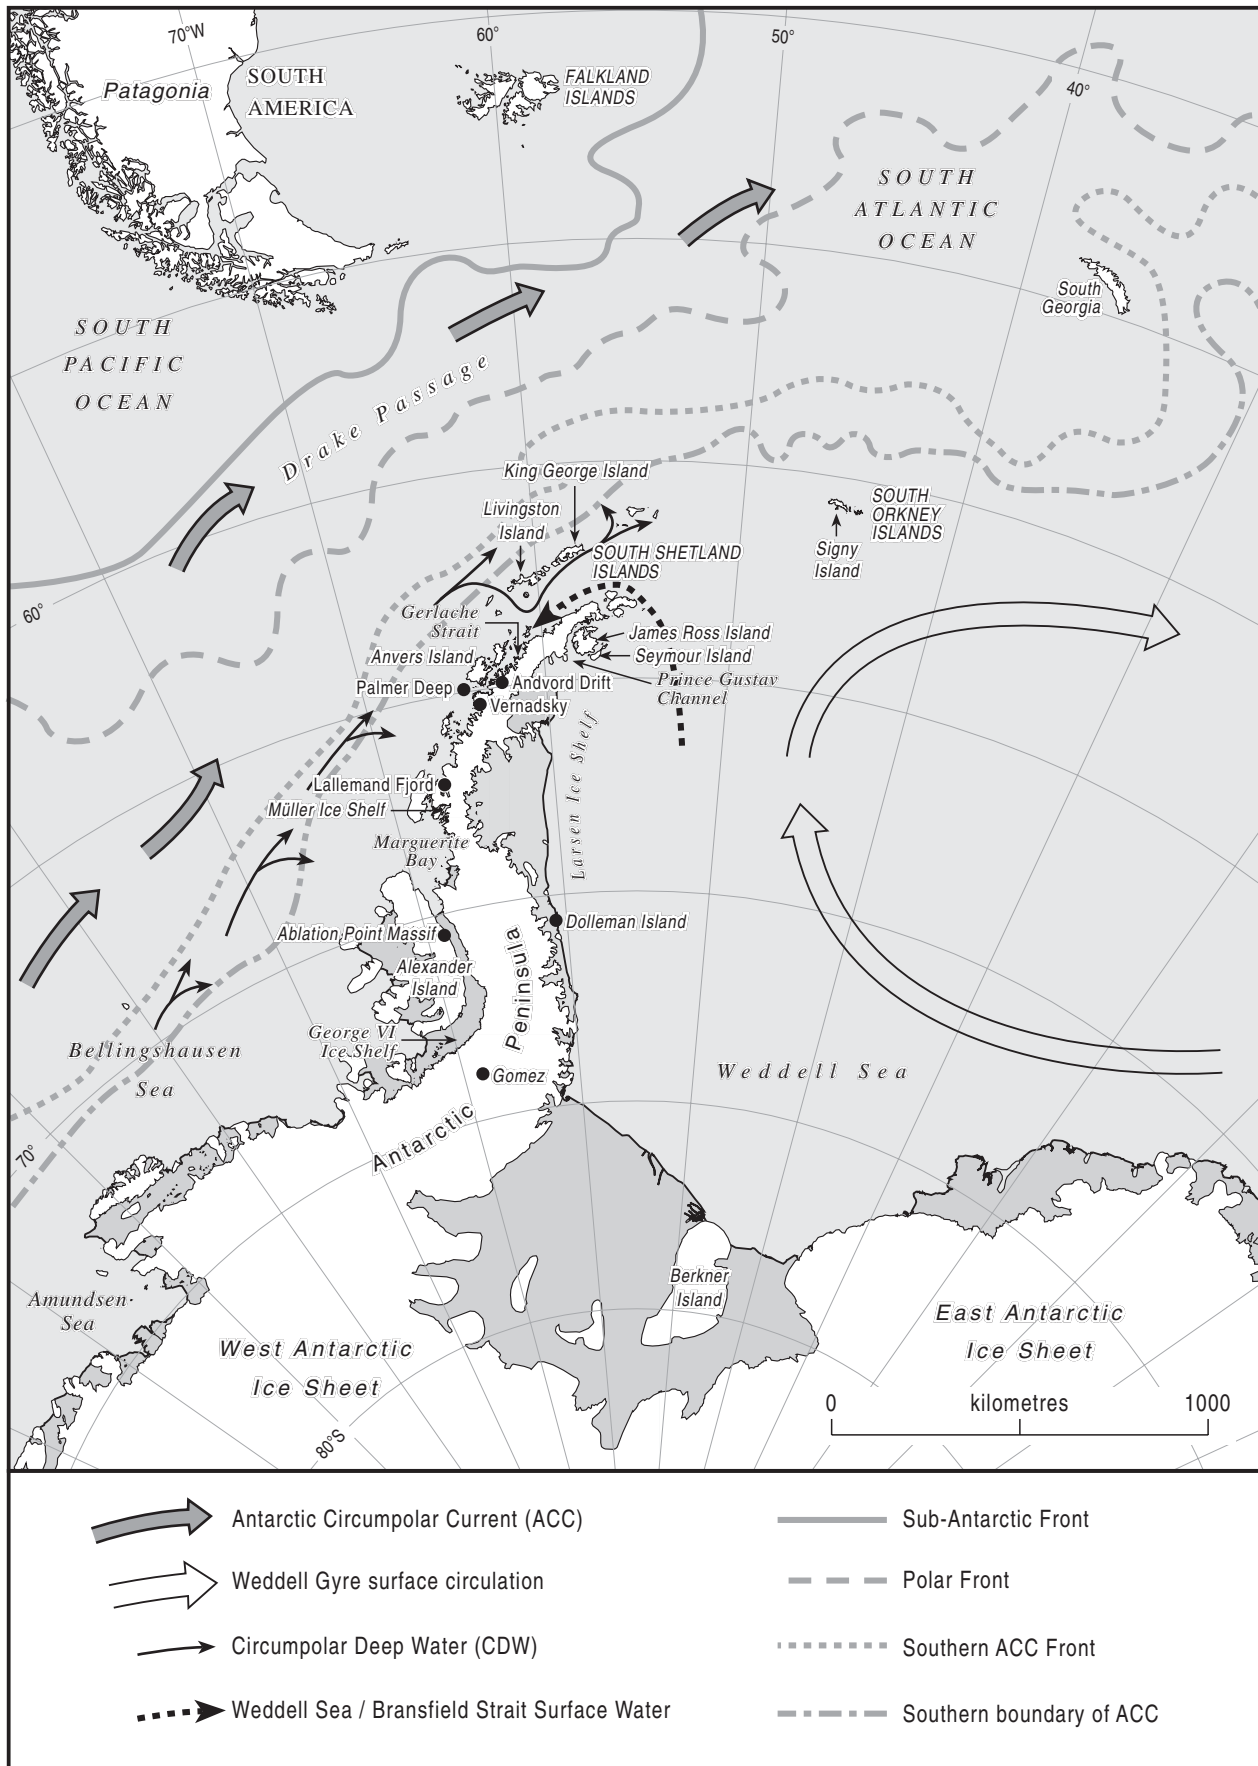 70°W
60°
50°
40°
Patagonia
SOUTH
AMERICA
FALKLAND
ISLANDS
SOUTH
ATLANTIC
OCEAN
South
Georgia
SOUTH
PACIFIC
OCEAN
Drake Passage
King George Island
Livingston
Island
SOUTH
ORKNEY
ISLANDS
Signy
Island
SOUTH SHETLAND
ISLANDS
60°
Gerlache
Strait
James Ross Island
Anvers Island
Seymour Island
Prince Gustav
Channel
Palmer Deep
Andvord Drift
Vernadsky
Larsen Ice Shelf
Lallemand Fjord
Müller Ice Shelf
Marguerite
Bay
Dolleman Island
Ablation Point Massif
Alexander
Island
Peninsula
George VI
Ice Shelf
Bellingshausen
Sea
Weddell Sea
Gomez
Antarctic
70°
Berkner
Island
Amundsen
Sea
East Antarctic
Ice Sheet
West Antarctic
Ice Sheet
80°S
0 kilometres 1000
Antarctic Circumpolar Current (ACC)
Sub-Antarctic Front
Weddell Gyre surface circulation
Polar Front
Circumpolar Deep Water (CDW)
Southern ACC Front
Weddell Sea / Bransfield Strait Surface Water
Southern boundary of ACC